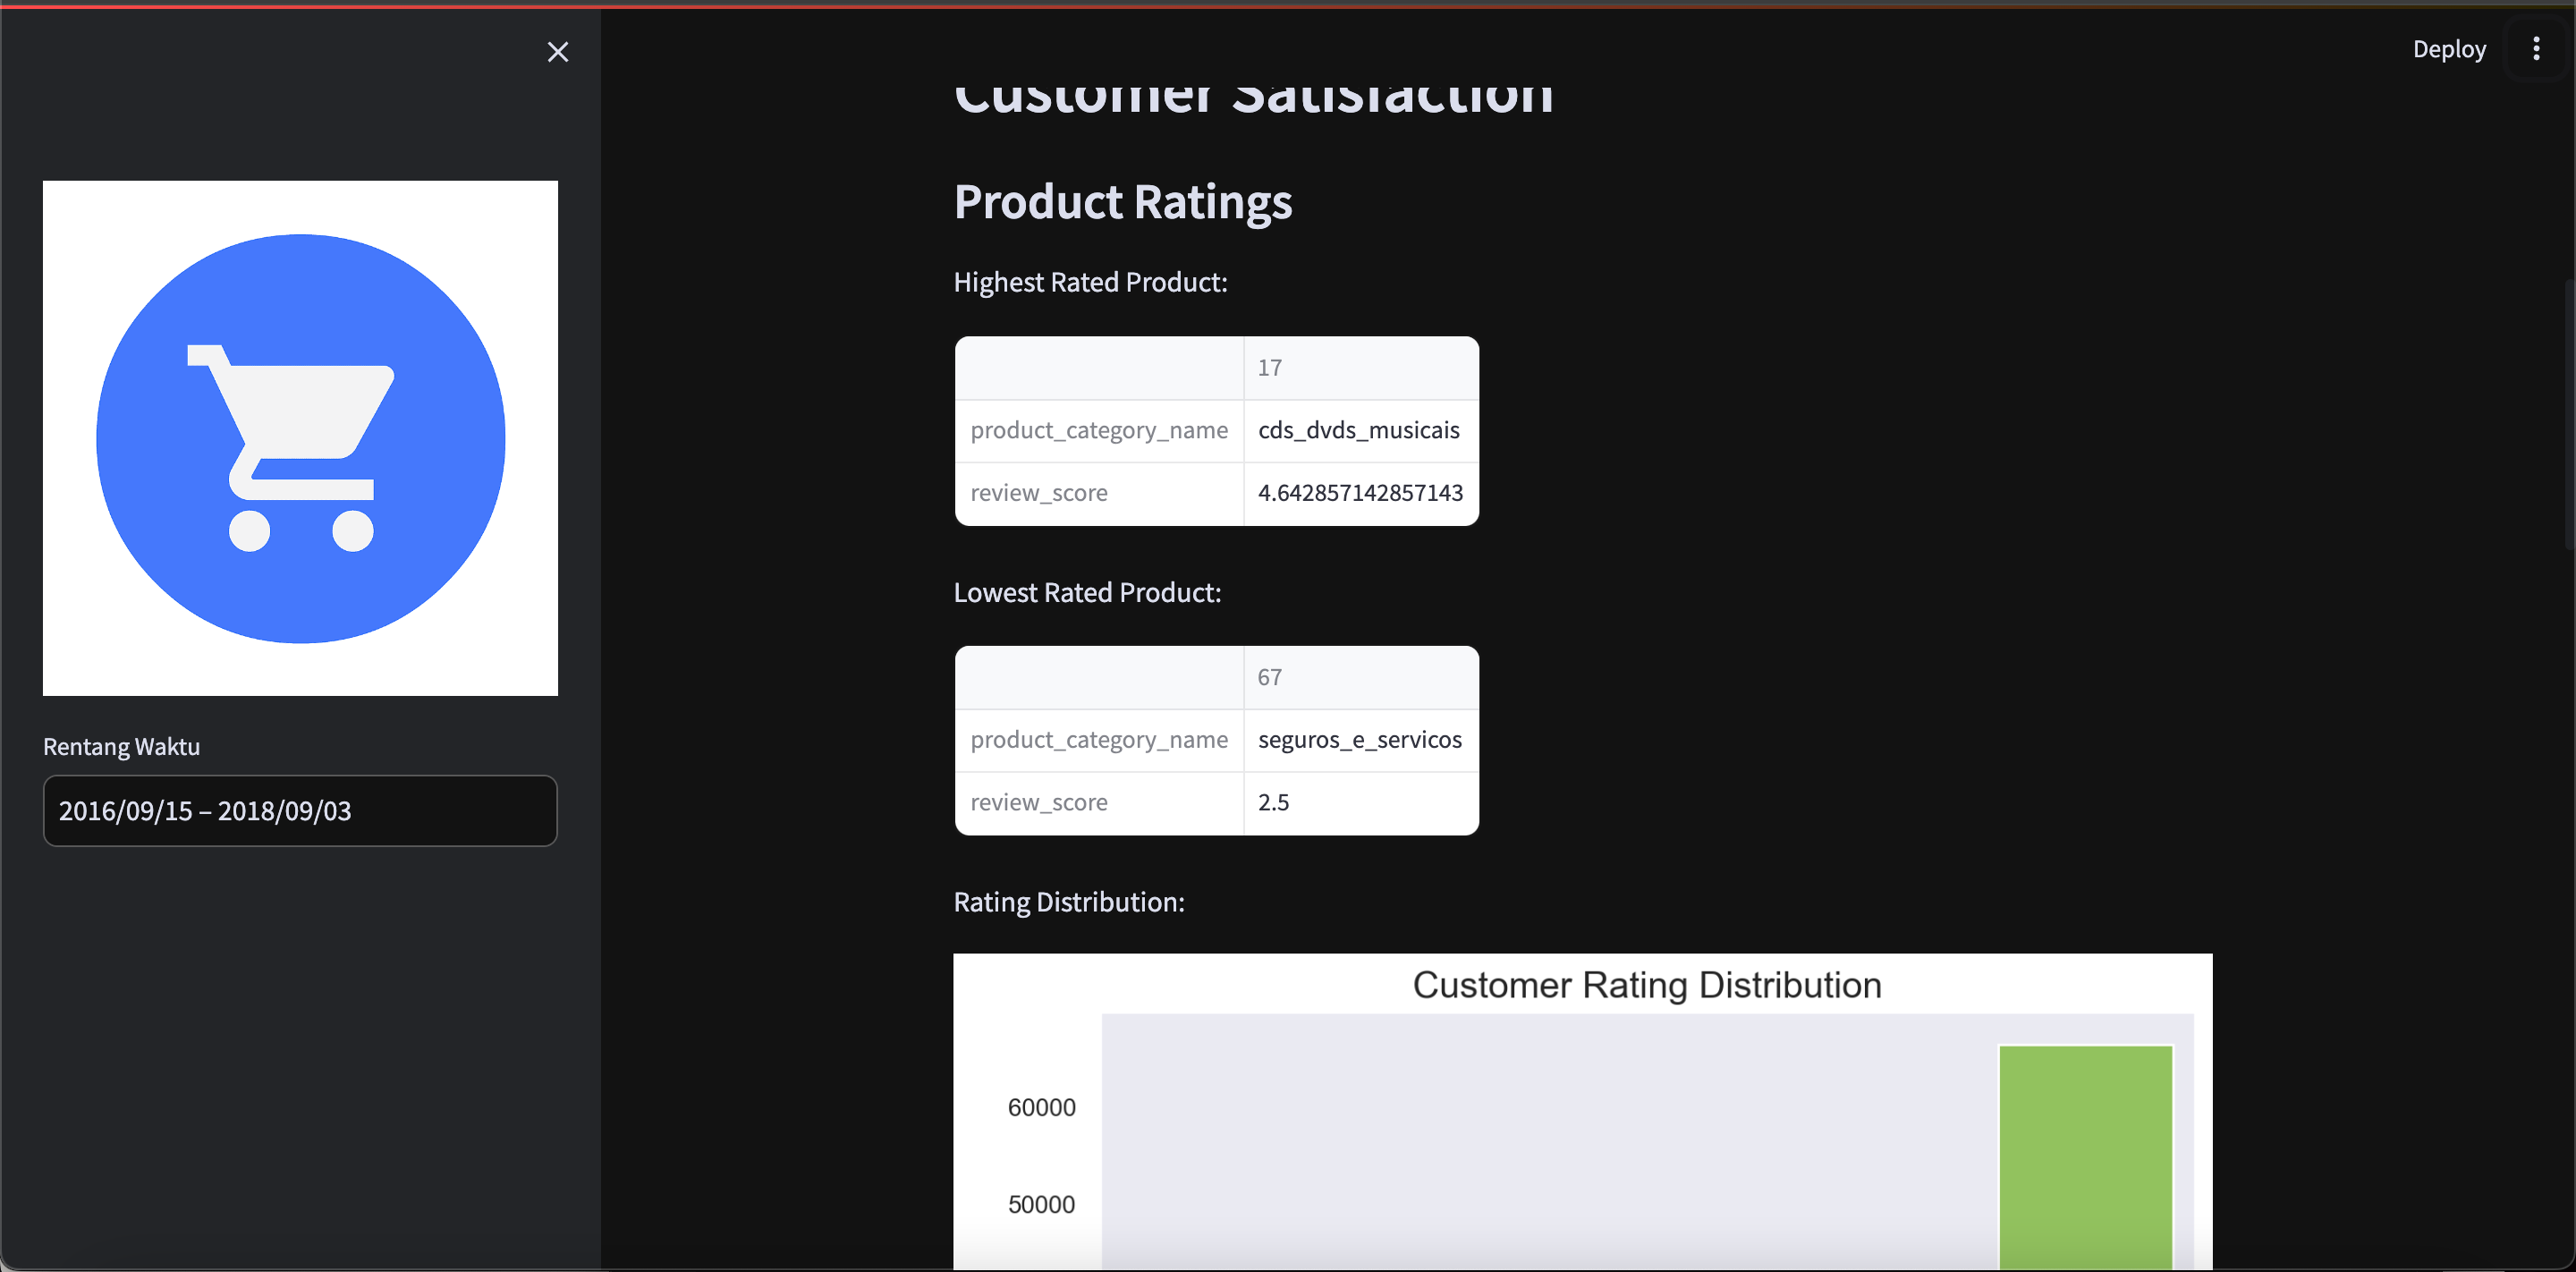 Deploy
Customer Satisfaction
Product Ratings
Highest Rated Product:
17
product_category_name cds_dvds_musicais
review_score 4.642857142857143
Lowest Rated Product:
67
product_category_name seguros_e_servicos
review_score 2.5
Rentang Waktu
2016/09/15 – 2018/09/03
Rating Distribution:
Customer Rating Distribution
60000
50000